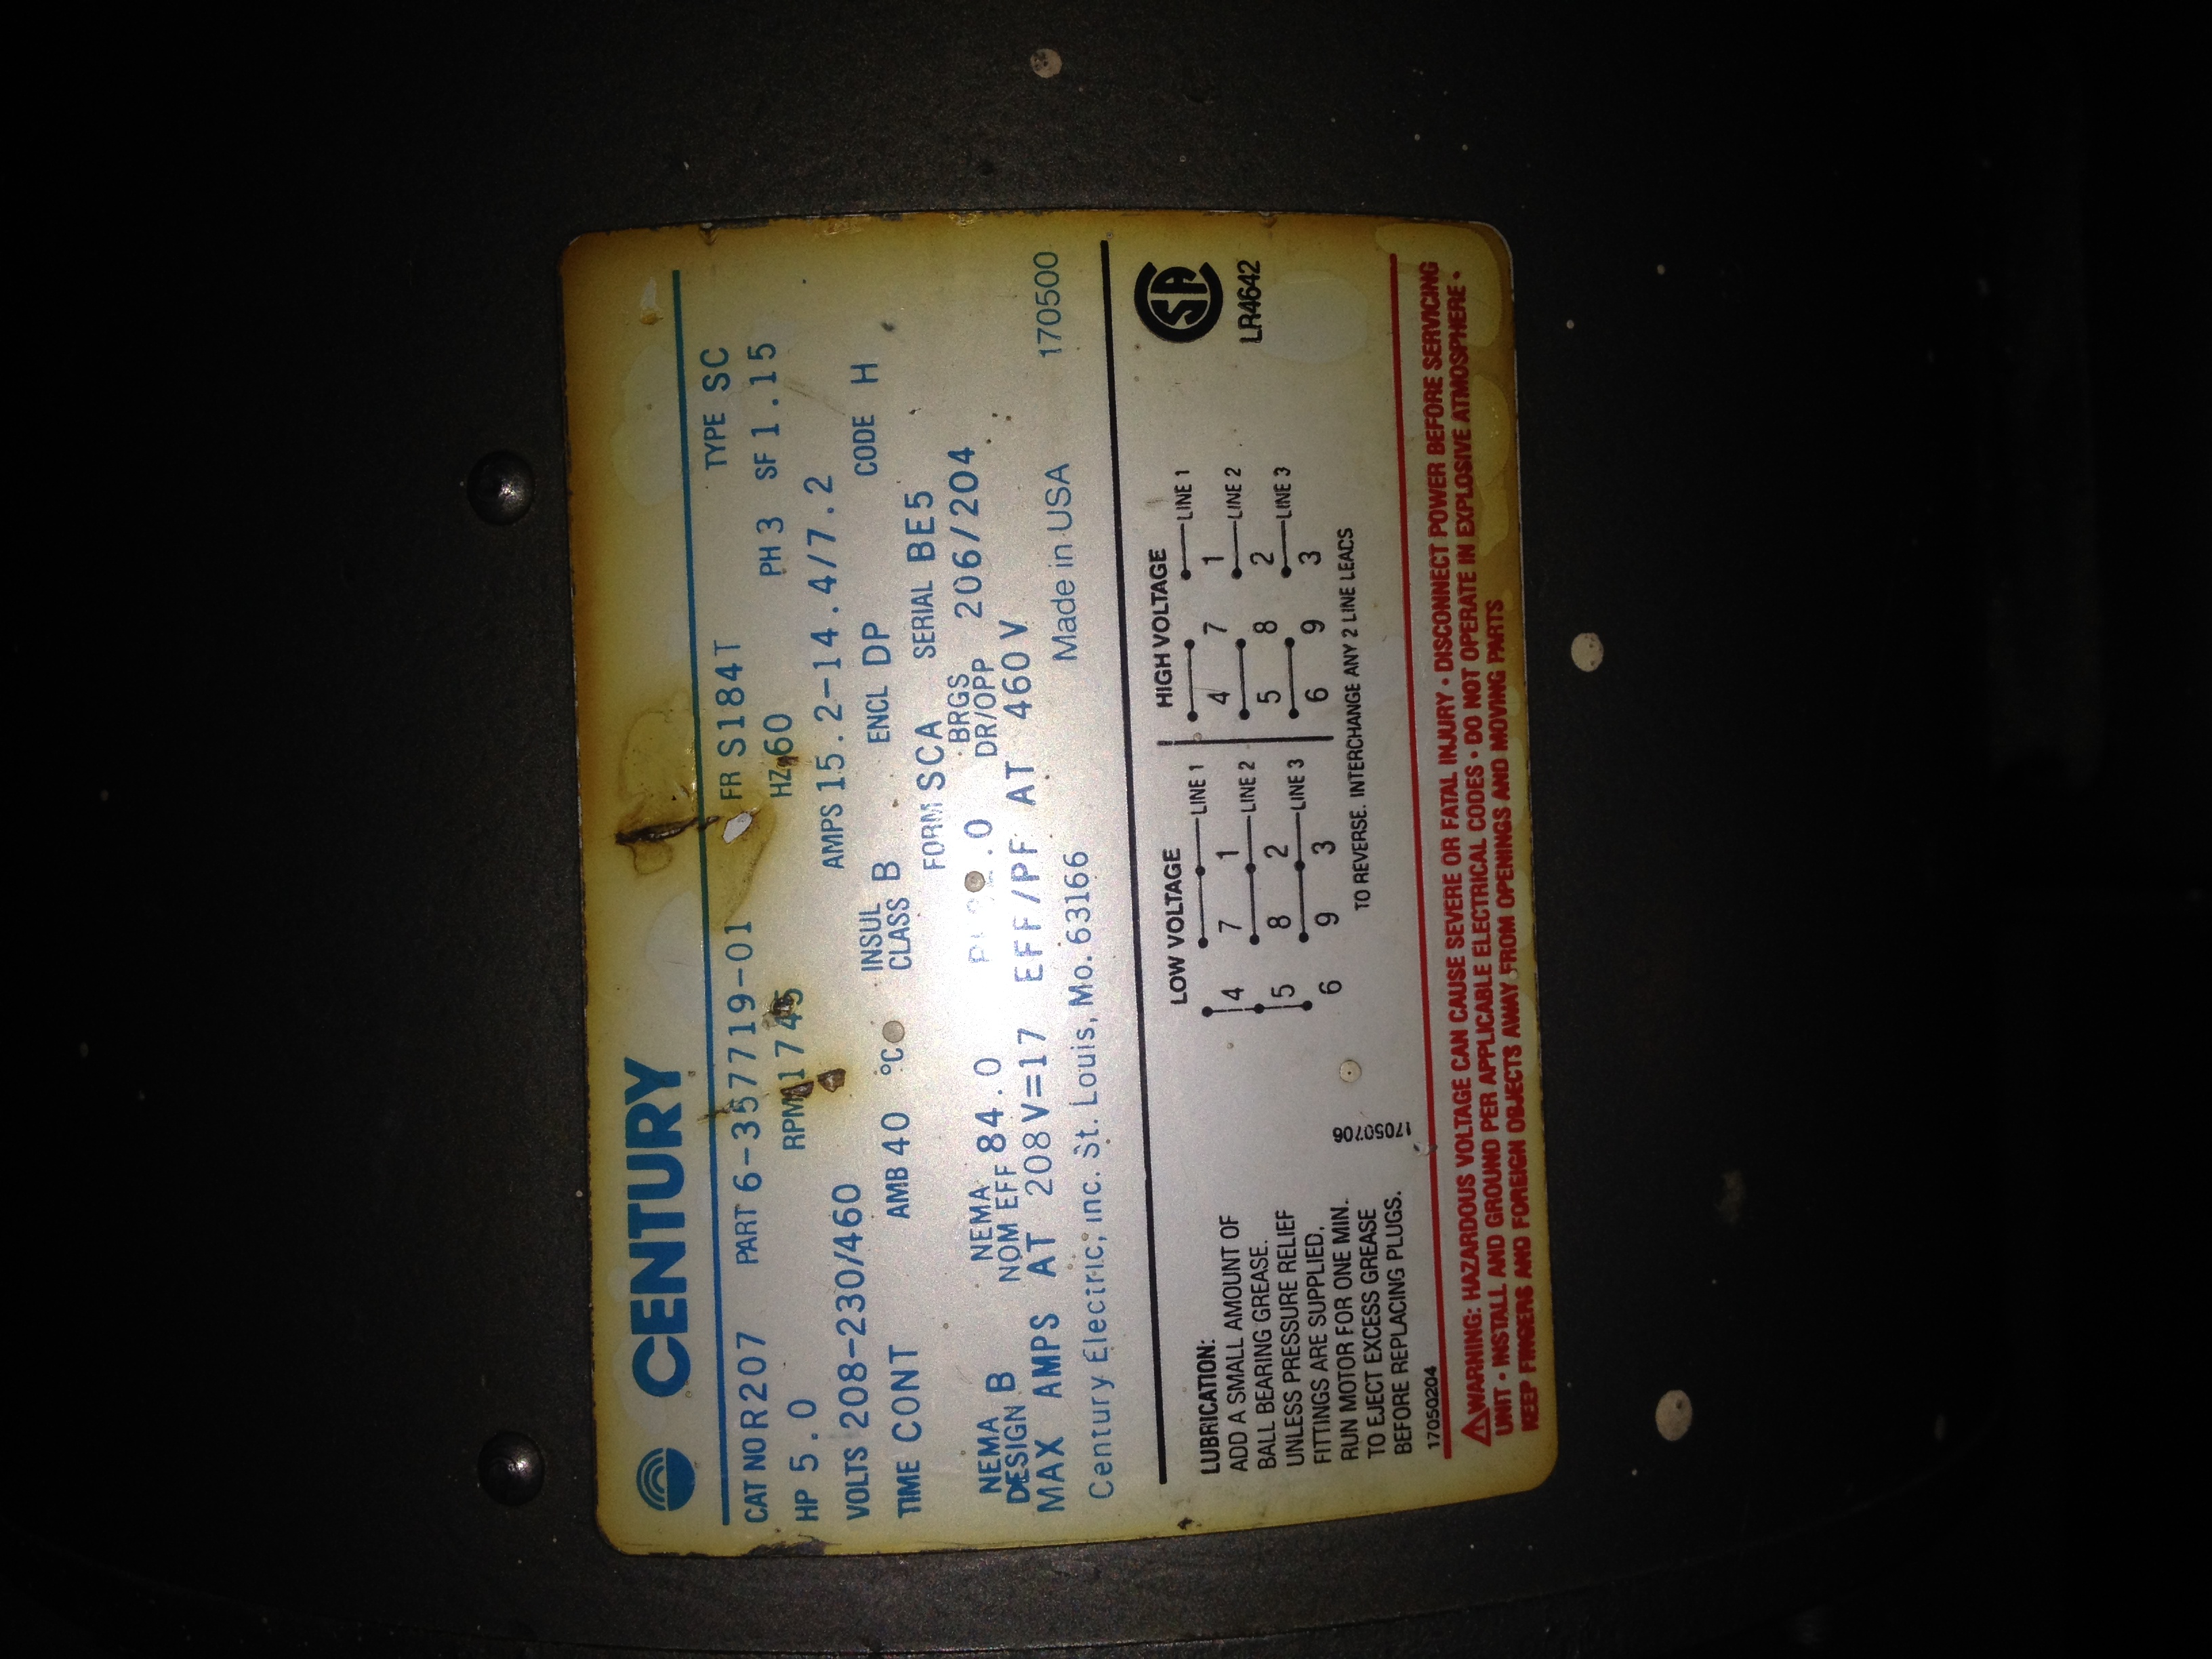 CENTURY
CAT NO R207 PART 6-357719-01 FR S184T TYPE SC
HP 5.0 RPM 1745 HZ 60 PH 3 SF 1.15
VOLTS 208-230/460 AMPS 15.2-14.4/7.2
TIME CONT AMB 40 °C INSUL CLASS B ENCL DP CODE H
FORM SCA SERIAL BE5
NEMA DESIGN B NEMA NOM EFF 84.0 .0 BRGS DR/OPP 206/204
MAX AMPS AT 208V=17 EFF/PF AT 460V
Century Electric, Inc. St. Louis, Mo. 63166 Made in USA 170500
LUBRICATION:
ADD A SMALL AMOUNT OF
BALL BEARING GREASE.
UNLESS PRESSURE RELIEF
FITTINGS ARE SUPPLIED,
RUN MOTOR FOR ONE MIN.
TO EJECT EXCESS GREASE
BEFORE REPLACING PLUGS.
17050204
17050706
LOW VOLTAGE
4 7 1 LINE 1
5 8 2 LINE 2
6 9 3 LINE 3
HIGH VOLTAGE
4 7 1 LINE 1
5 8 2 LINE 2
6 9 3 LINE 3
TO REVERSE. INTERCHANGE ANY 2 LINE LEADS
SA
LR4642
⚠WARNING: HAZARDOUS VOLTAGE CAN CAUSE SEVERE OR FATAL INJURY • DISCONNECT POWER BEFORE SERVICING
UNIT • INSTALL AND GROUND PER APPLICABLE ELECTRICAL CODES • DO NOT OPERATE IN EXPLOSIVE ATMOSPHERE •
KEEP FINGERS AND FOREIGN OBJECTS AWAY FROM OPENINGS AND MOVING PARTS